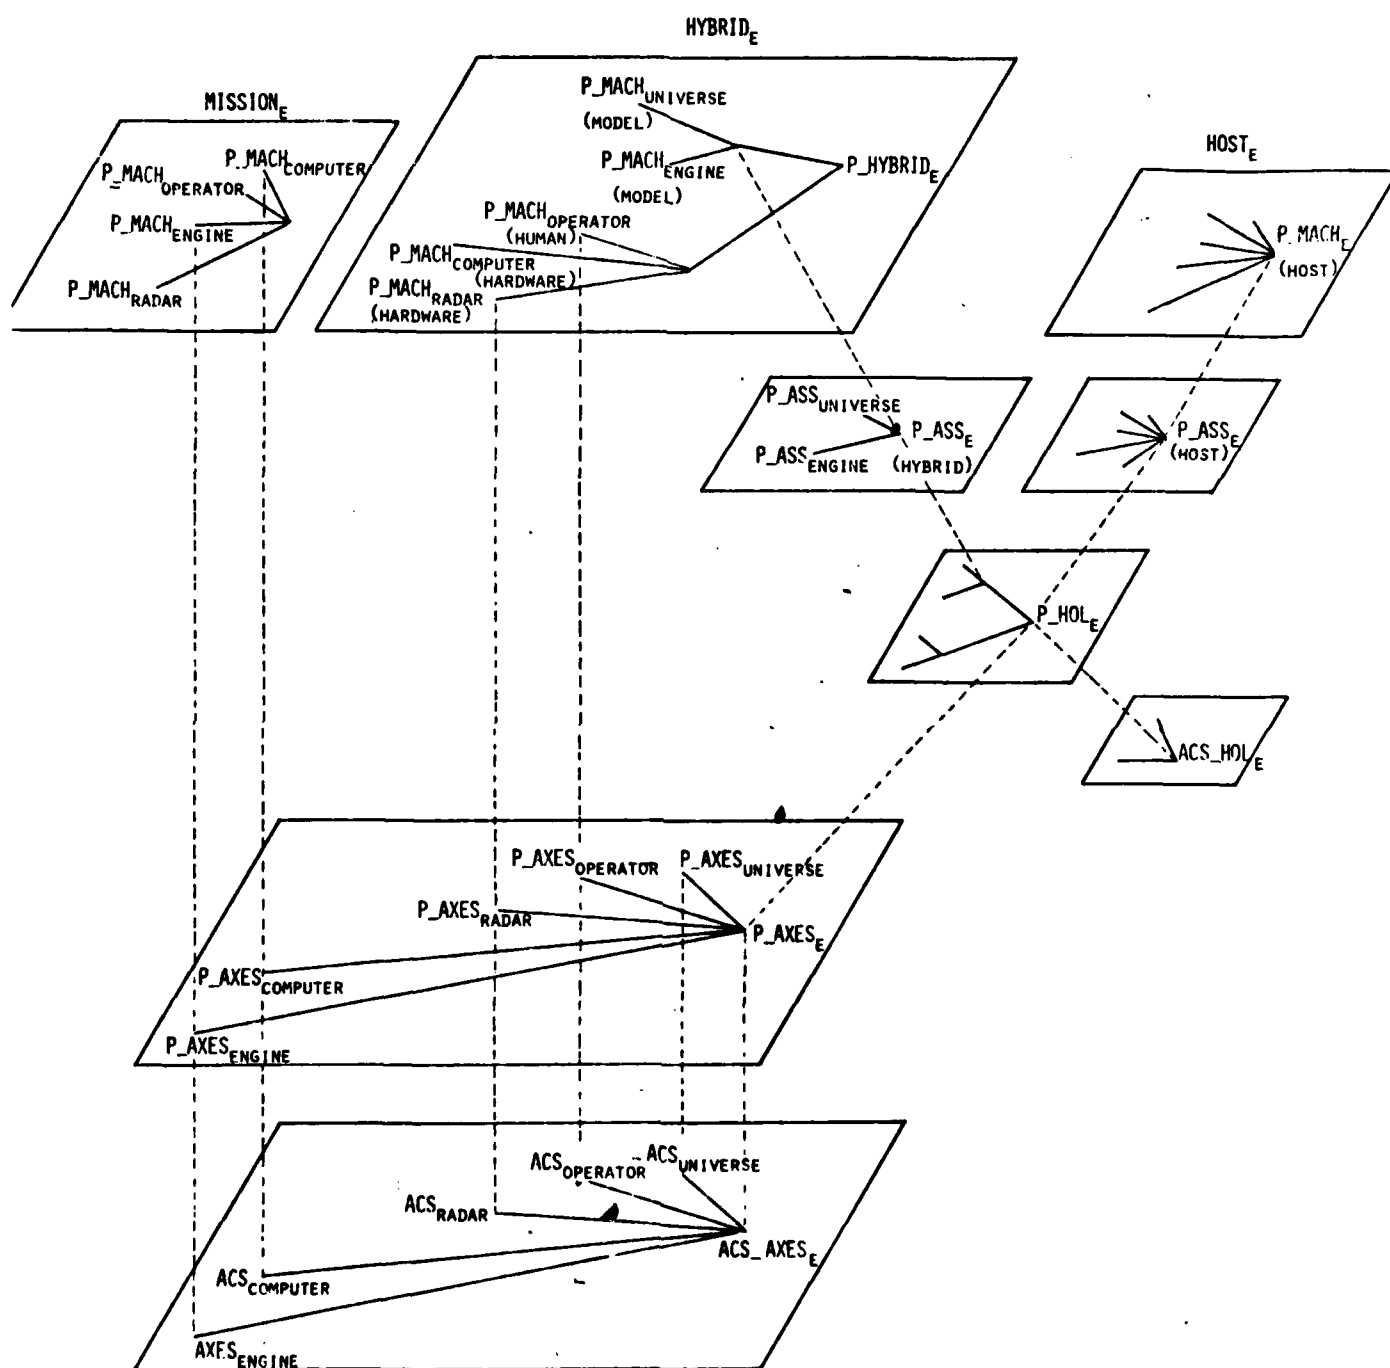 HYBRID_E
MISSION_E
HOST_E
P_MACH_COMPUTER
P_MACH_OPERATOR
P_MACH_ENGINE
P_MACH_RADAR
P_MACH_UNIVERSE
(MODEL)
P_MACH_ENGINE
(MODEL)
P_HYBRID_E
P_MACH_OPERATOR
(HUMAN)
P_MACH_COMPUTER
(HARDWARE)
P_MACH_RADAR
(HARDWARE)
P_MACH_E
(HOST)
P_ASS_UNIVERSE
P_ASS_E
P_ASS_ENGINE (HYBRID)
P_ASS_E
(HOST)
P_HOL_E
ACS_HOL_E
P_AXES_OPERATOR
P_AXES_UNIVERSE
P_AXES_RADAR
P_AXES_E
P_AXES_COMPUTER
P_AXES_ENGINE
ACS_OPERATOR
ACS_UNIVERSE
ACS_RADAR
ACS_AXES_E
ACS_COMPUTER
AXES_ENGINE